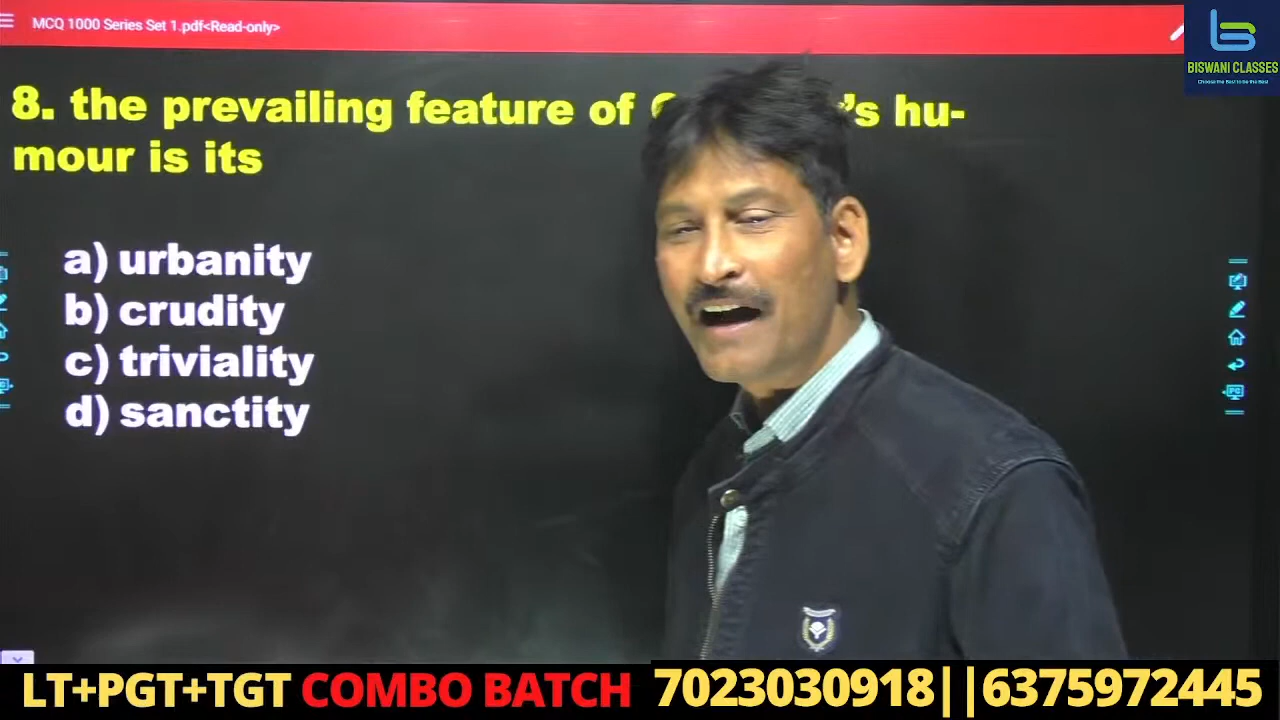 MCQ 1000 Series Set 1.pdf<Read-only>
BISWANI CLASSES
8. the prevailing feature of 's hu-
mour is its
a) urbanity
b) crudity
c) triviality
d) sanctity
PC
LT+PGT+TGT COMBO BATCH 7023030918||6375972445